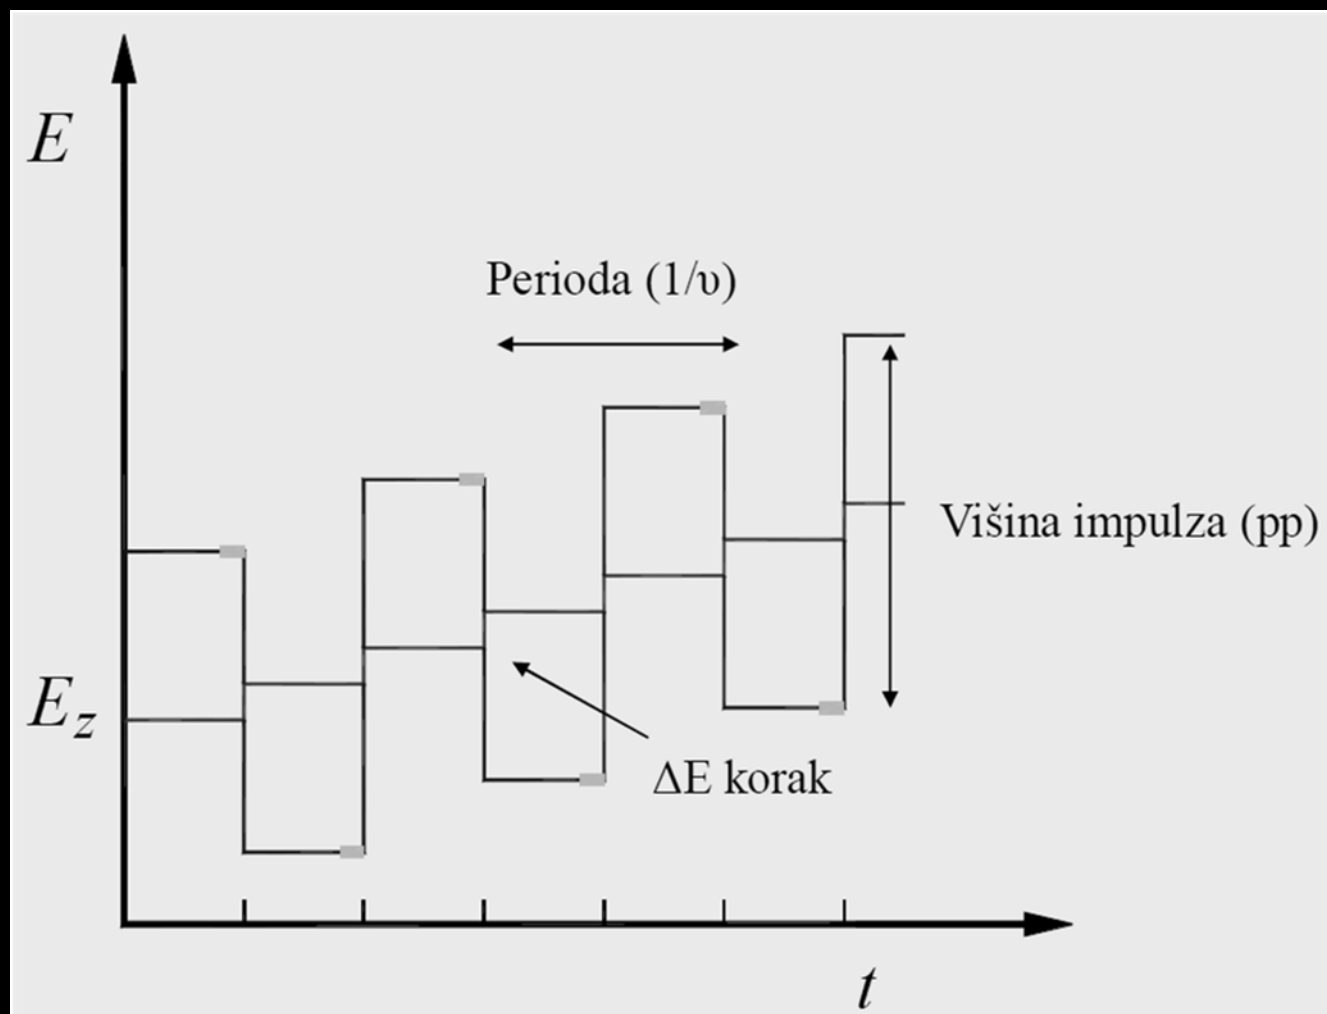 E
Perioda (1/υ)
Višina impulza (pp)
E_z
ΔE korak
t